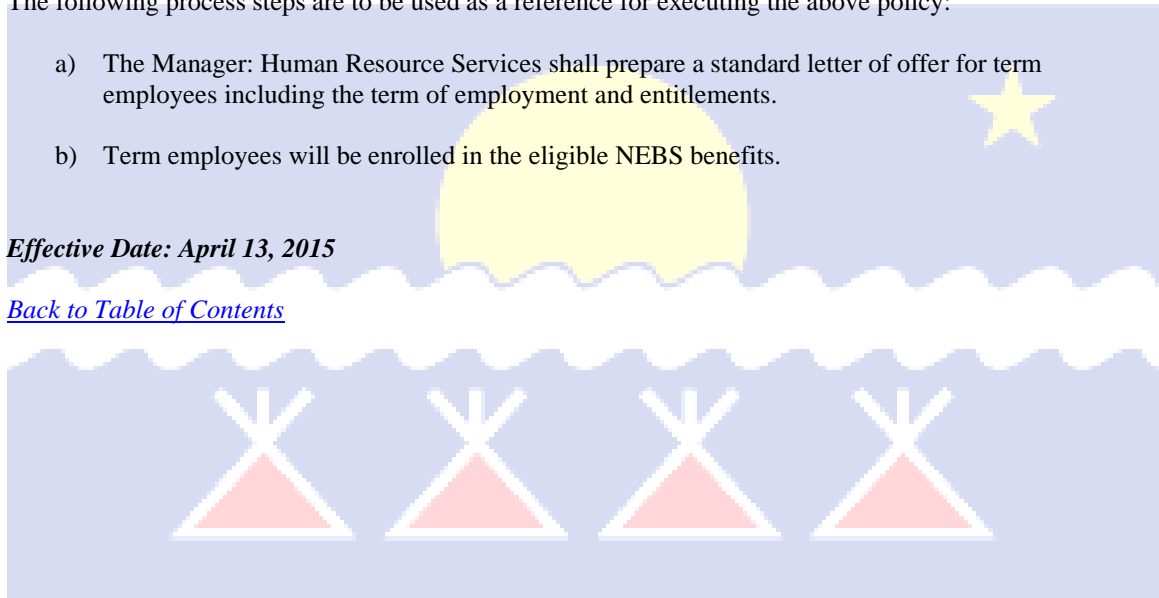 The following process steps are to be used as a reference for executing the above policy:
a) The Manager: Human Resource Services shall prepare a standard letter of offer for term
employees including the term of employment and entitlements.
b) Term employees will be enrolled in the eligible NEBS benefits.
Effective Date: April 13, 2015
Back to Table of Contents